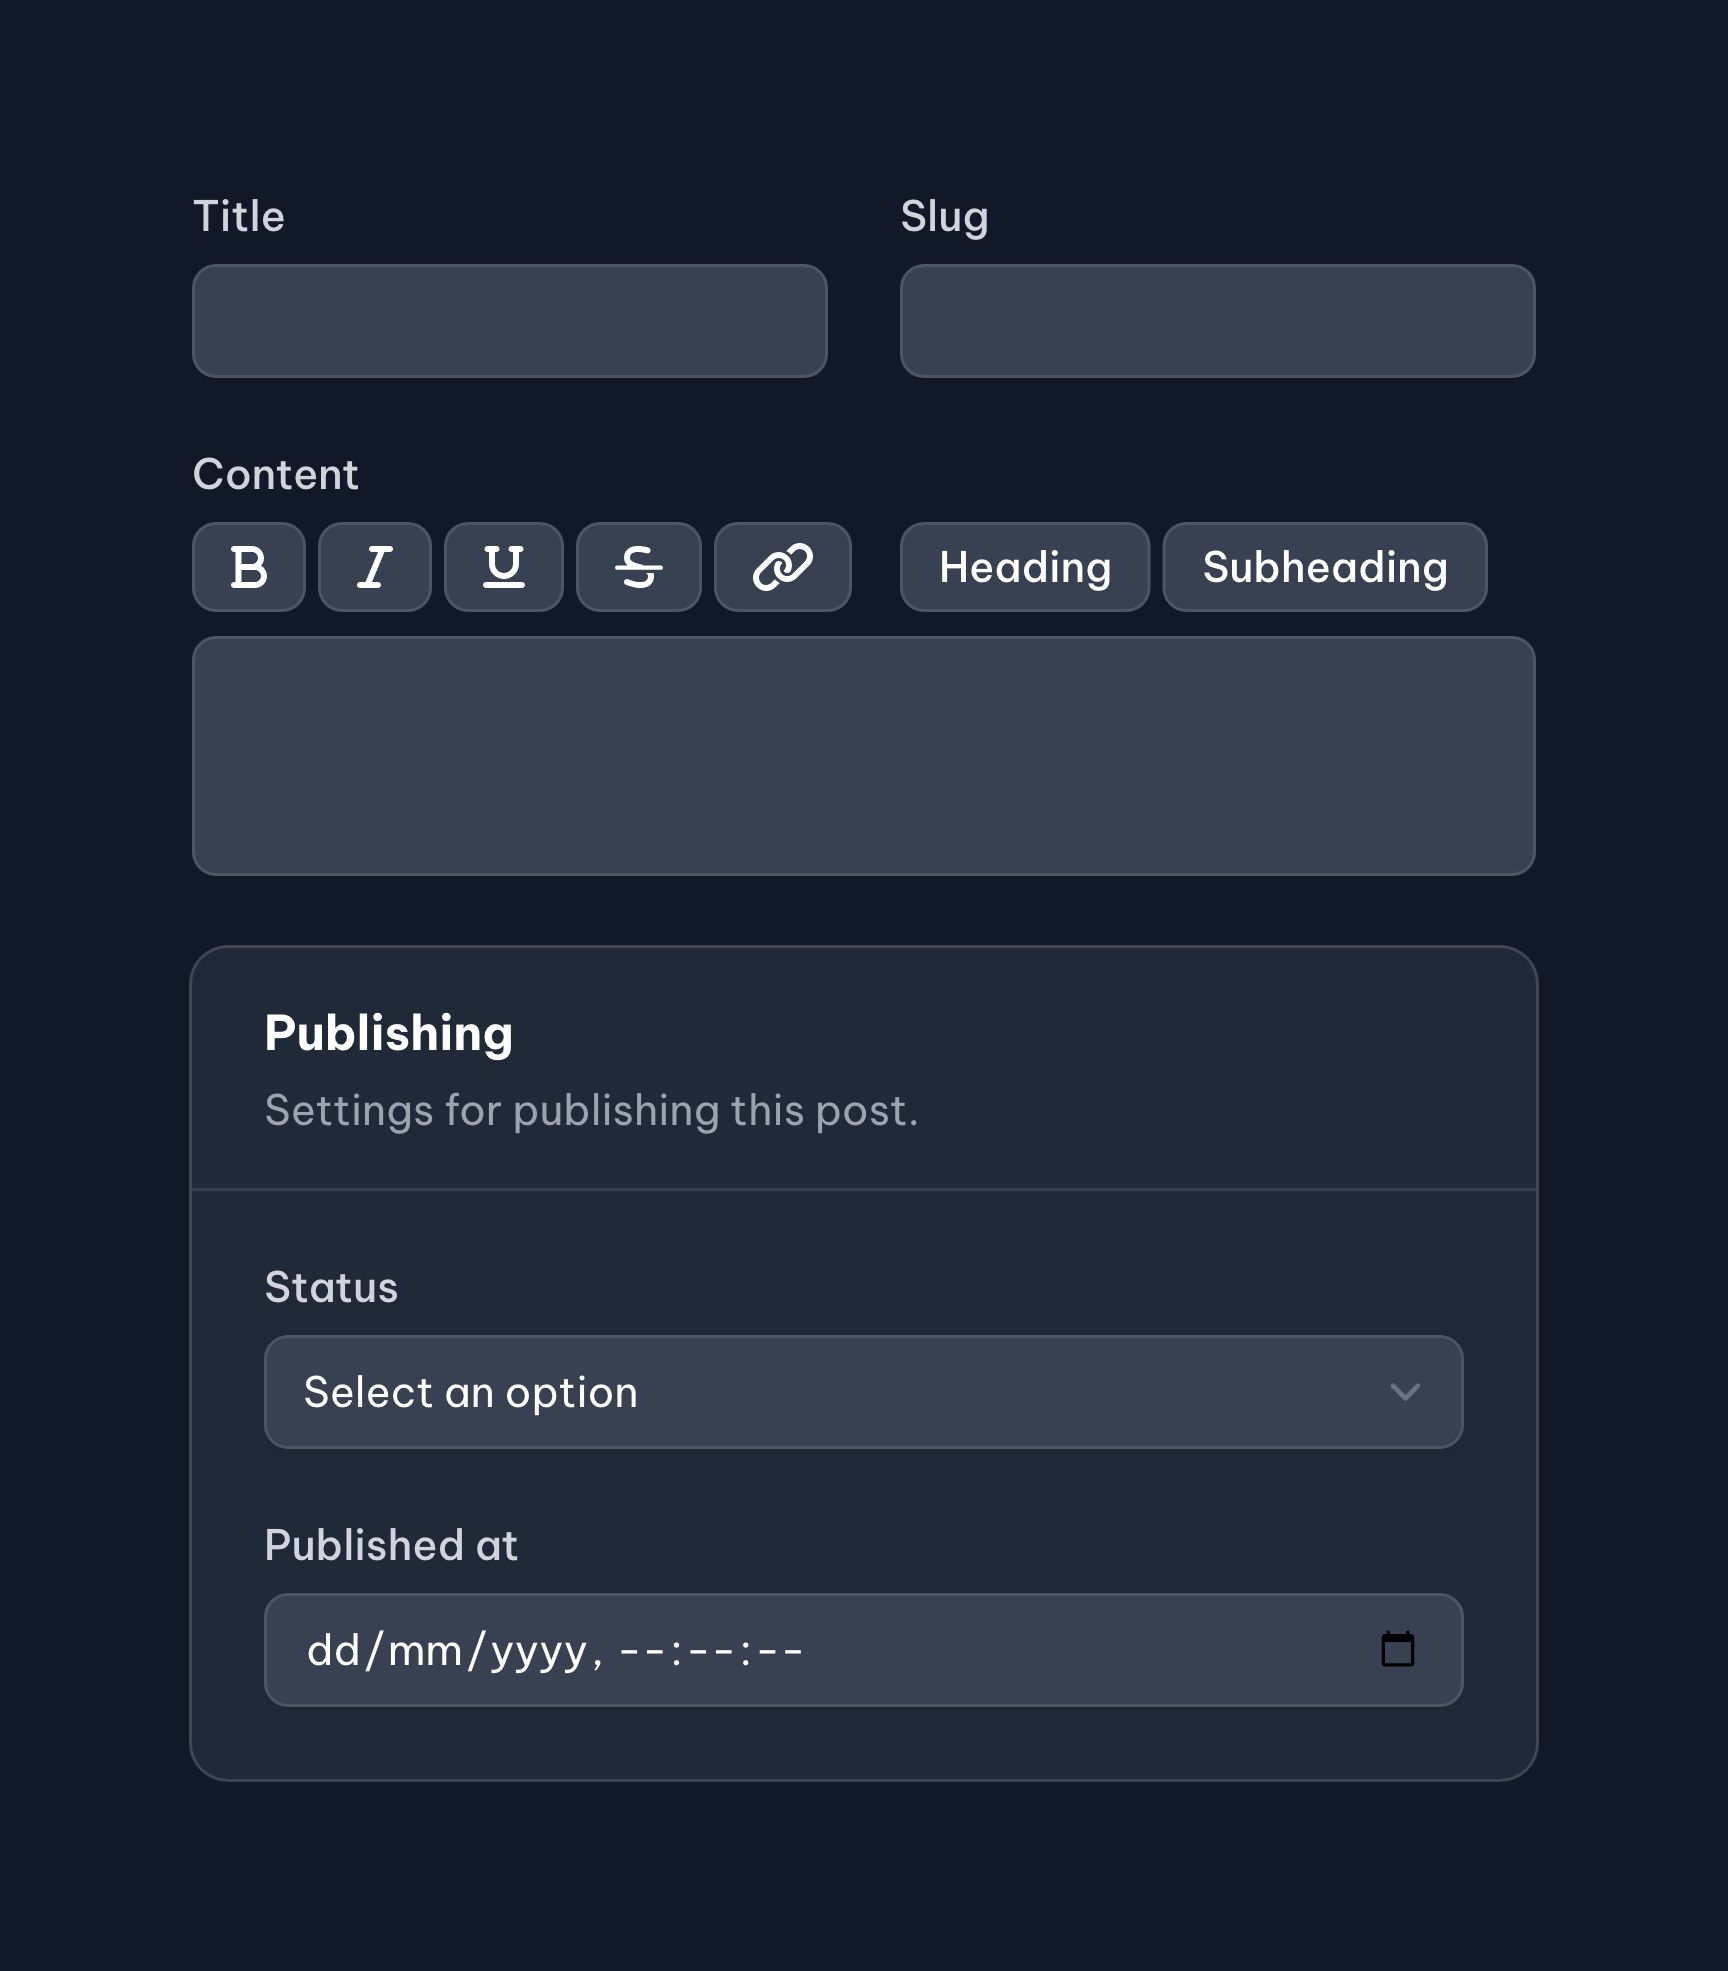 Title
Slug
Content
B I U S Heading Subheading
Publishing
Settings for publishing this post.
Status
Select an option
Published at
dd/mm/yyyy, --:--:--